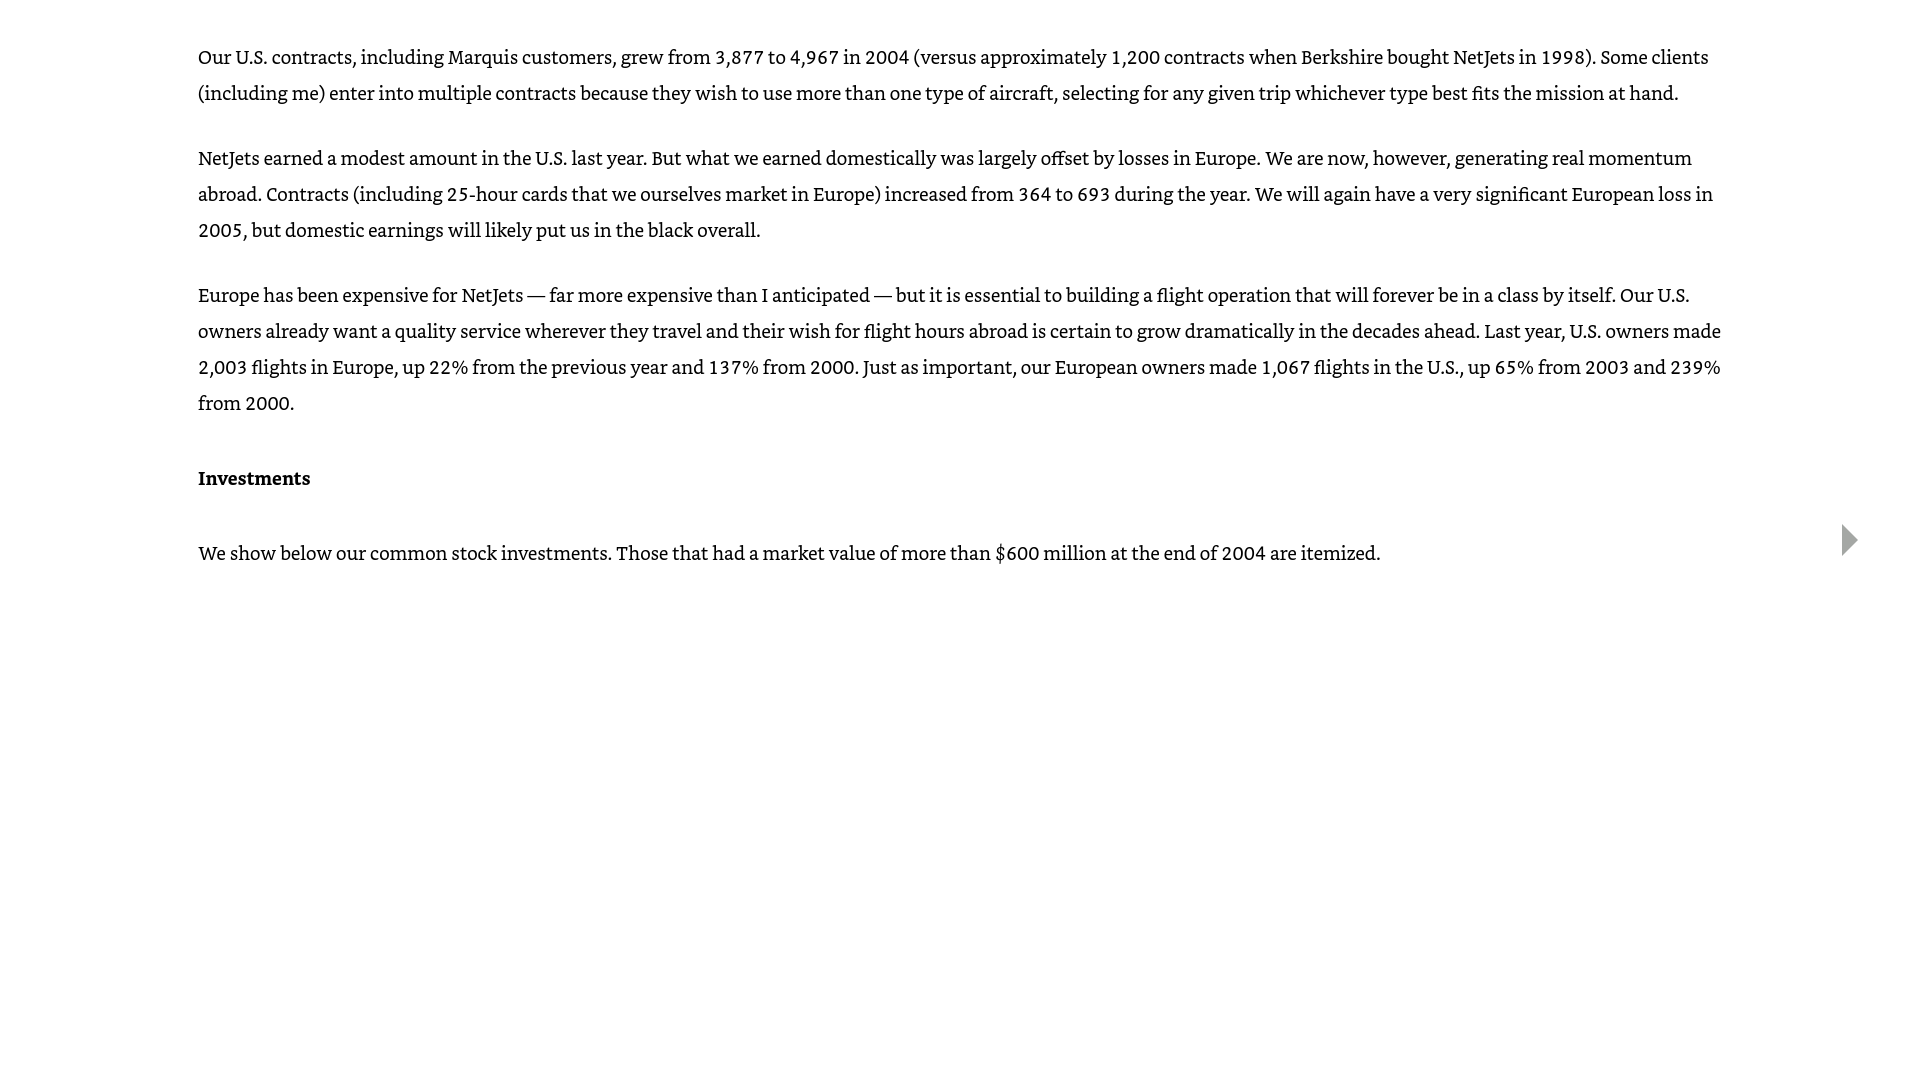 Our U.S. contracts, including Marquis customers, grew from 3,877 to 4,967 in 2004 (versus approximately 1,200 contracts when Berkshire bought NetJets in 1998). Some clients
(including me) enter into multiple contracts because they wish to use more than one type of aircraft, selecting for any given trip whichever type best fits the mission at hand.
NetJets earned a modest amount in the U.S. last year. But what we earned domestically was largely offset by losses in Europe. We are now, however, generating real momentum
abroad. Contracts (including 25-hour cards that we ourselves market in Europe) increased from 364 to 693 during the year. We will again have a very significant European loss in
2005, but domestic earnings will likely put us in the black overall.
Europe has been expensive for NetJets — far more expensive than I anticipated — but it is essential to building a flight operation that will forever be in a class by itself. Our U.S.
owners already want a quality service wherever they travel and their wish for flight hours abroad is certain to grow dramatically in the decades ahead. Last year, U.S. owners made
2,003 flights in Europe, up 22% from the previous year and 137% from 2000. Just as important, our European owners made 1,067 flights in the U.S., up 65% from 2003 and 239%
from 2000.
Investments
We show below our common stock investments. Those that had a market value of more than $600 million at the end of 2004 are itemized.